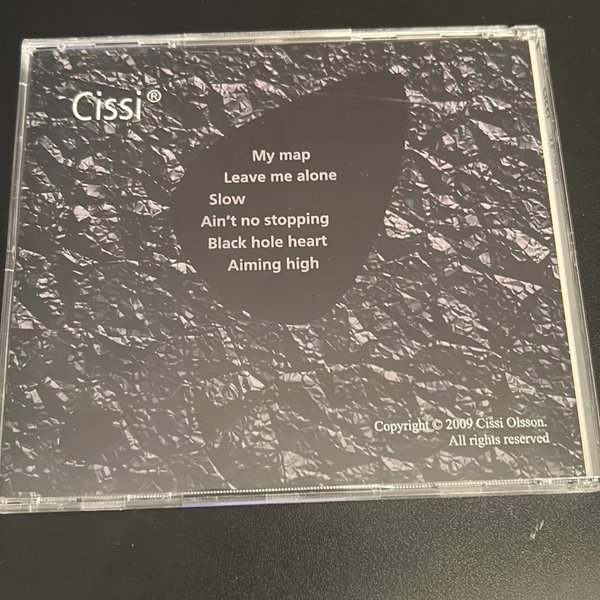 Cissi®
My map
Leave me alone
Slow
Ain't no stopping
Black hole heart
Aiming high
Copyright © 2009 Cissi Olsson.
All rights reserved